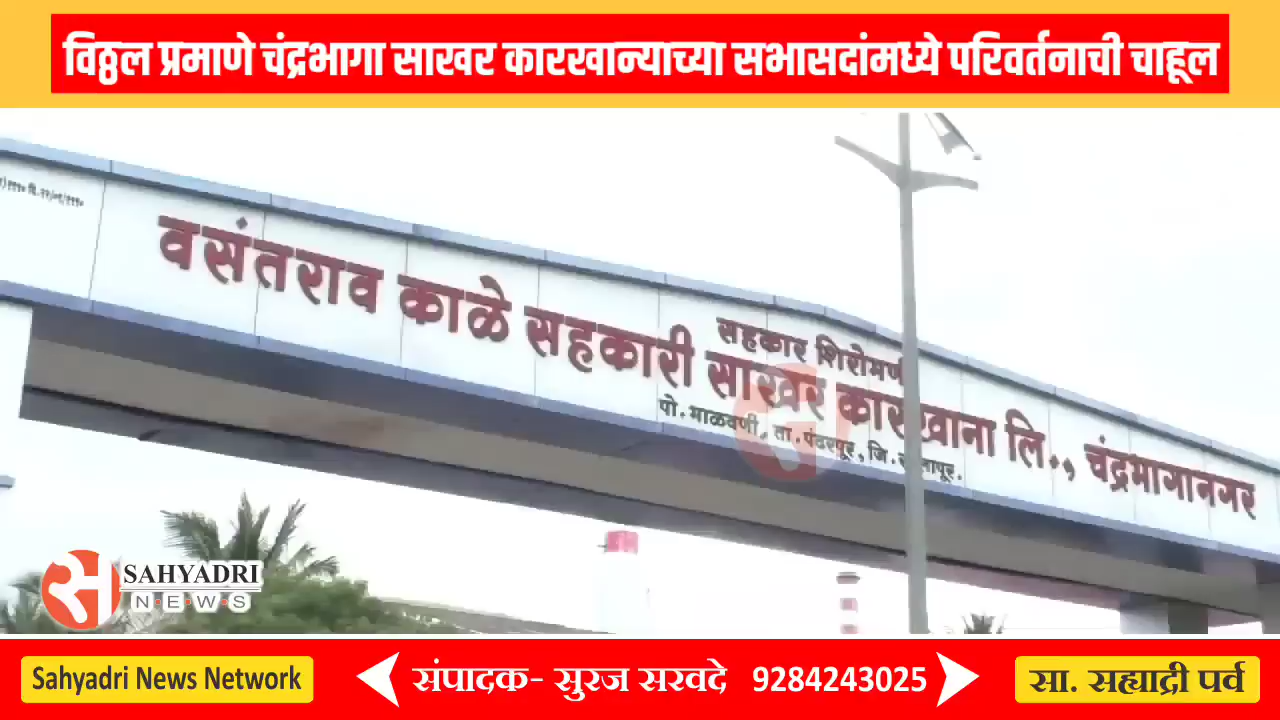 विठ्ठल प्रमाणे चंद्रभागा साखर कारखान्याच्या सभासदांमध्ये परिवर्तनाची चाहूल
सहकार शिरोमणी
वसंतराव काळे सहकारी साखर कारखाना लि., चंद्रभागानगर
पो.भाळवणी, ता.पंढरपूर, जि.सोलापूर.
SAHYADRI
NEWS
Sahyadri News Network
संपादक- सुरज सरवदे 9284243025
सा. सह्याद्री पर्व